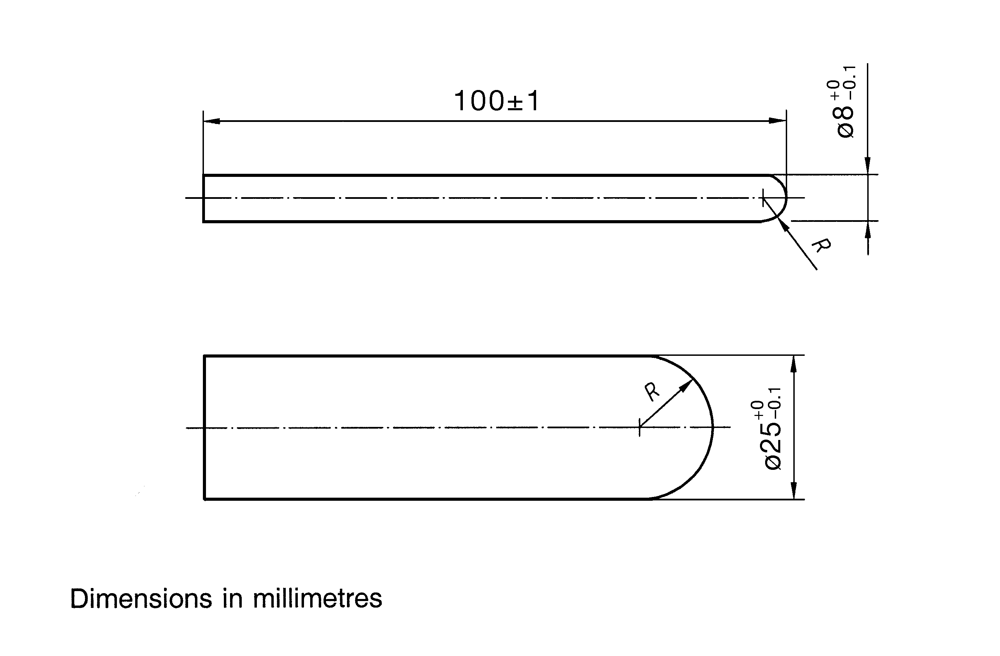 100±1
ø8 +0 -0.1
R
R
ø25 +0 -0.1
Dimensions in millimetres